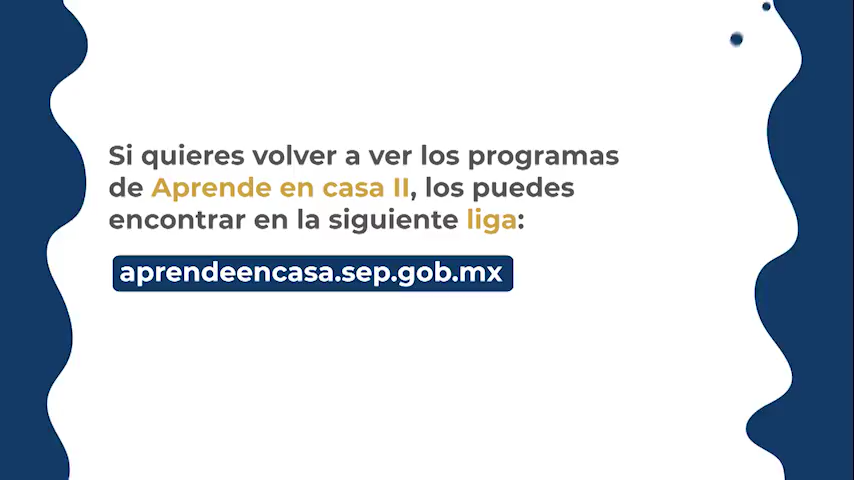 Si quieres volver a ver los programas
de Aprende en casa II, los puedes
encontrar en la siguiente liga:
aprendeencasa.sep.gob.mx